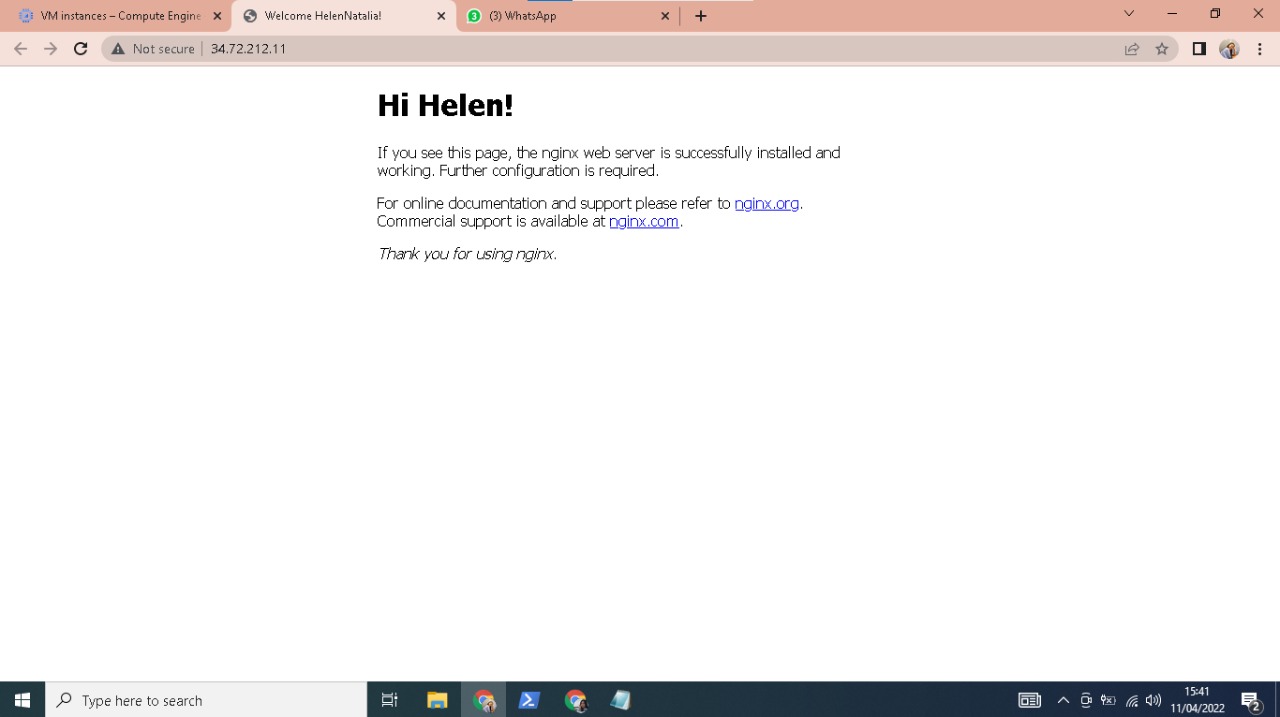 VM instances – Compute Engine
Welcome HelenNatalia!
(3) WhatsApp
Not secure
34.72.212.11
Hi Helen!
If you see this page, the nginx web server is successfully installed and
working. Further configuration is required.
For online documentation and support please refer to nginx.org.
Commercial support is available at nginx.com.
Thank you for using nginx.
Type here to search
15:41
11/04/2022
2